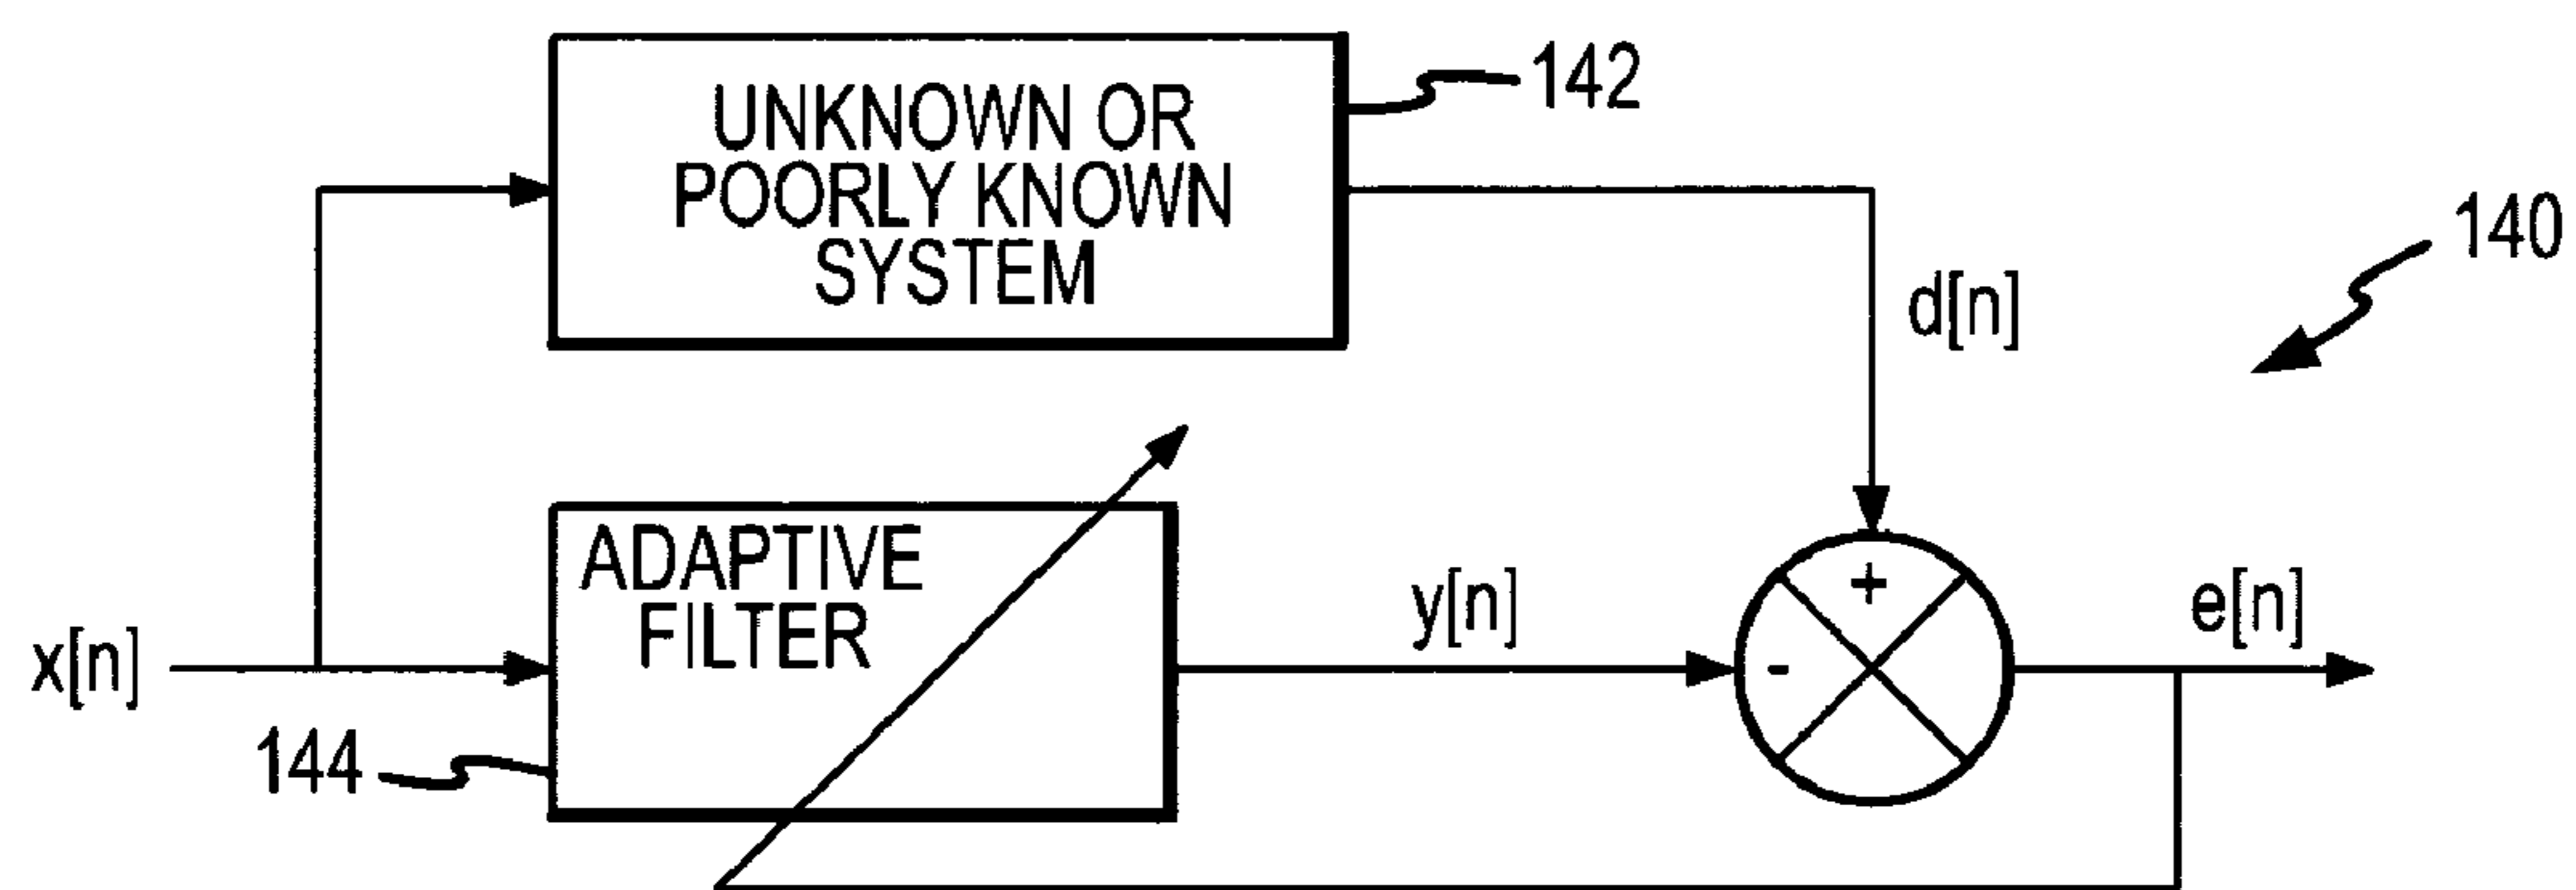 UNKNOWN OR
POORLY KNOWN
SYSTEM
142
140
d[n]
ADAPTIVE
FILTER
x[n]
y[n]
+
-
e[n]
144